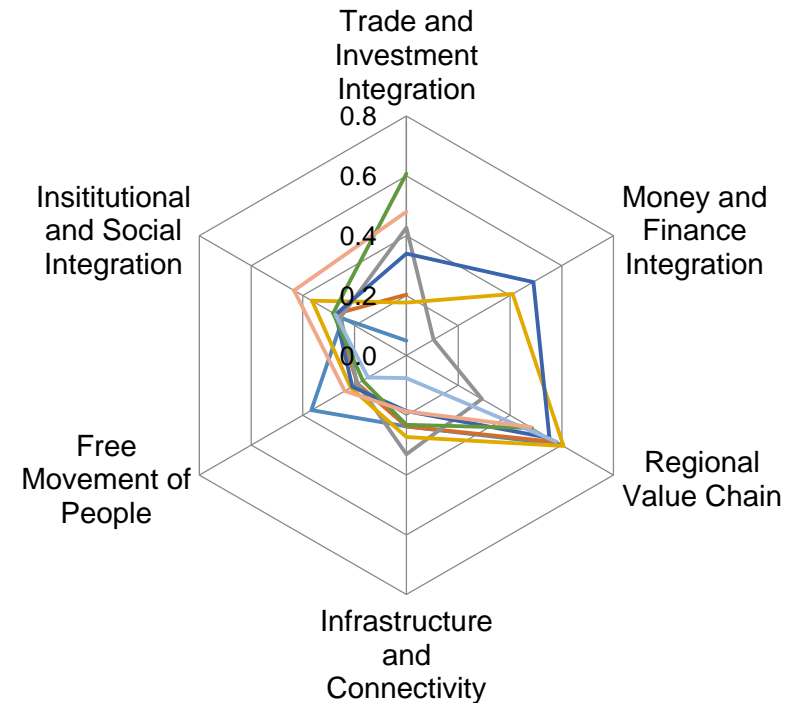 Trade and
Investment
Integration
0.8
0.6
0.4
0.2
0.0
Insititutional
and Social
Integration
Money and
Finance
Integration
Free
Movement of
People
Regional
Value Chain
Infrastructure
and
Connectivity